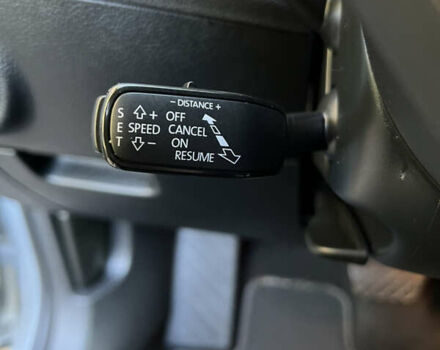 - DISTANCE +
S + OFF
E SPEED CANCEL
T - ON
RESUME